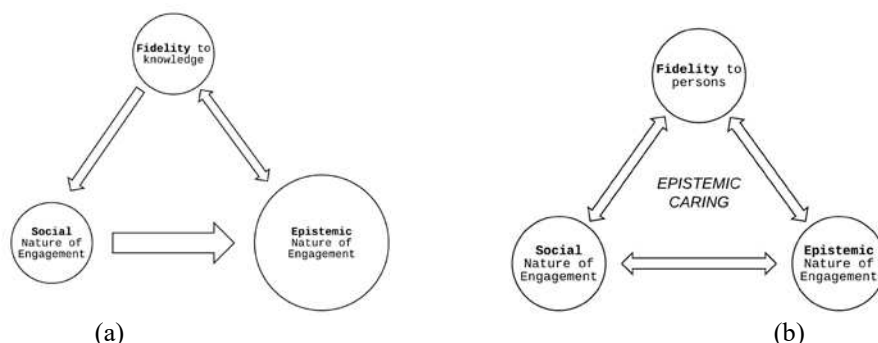 Fidelity to
knowledge
Social
Nature of
Engagement
Epistemic
Nature of
Engagement
(a)
Fidelity to
persons
EPISTEMIC
CARING
Social
Nature of
Engagement
Epistemic
Nature of
Engagement
(b)